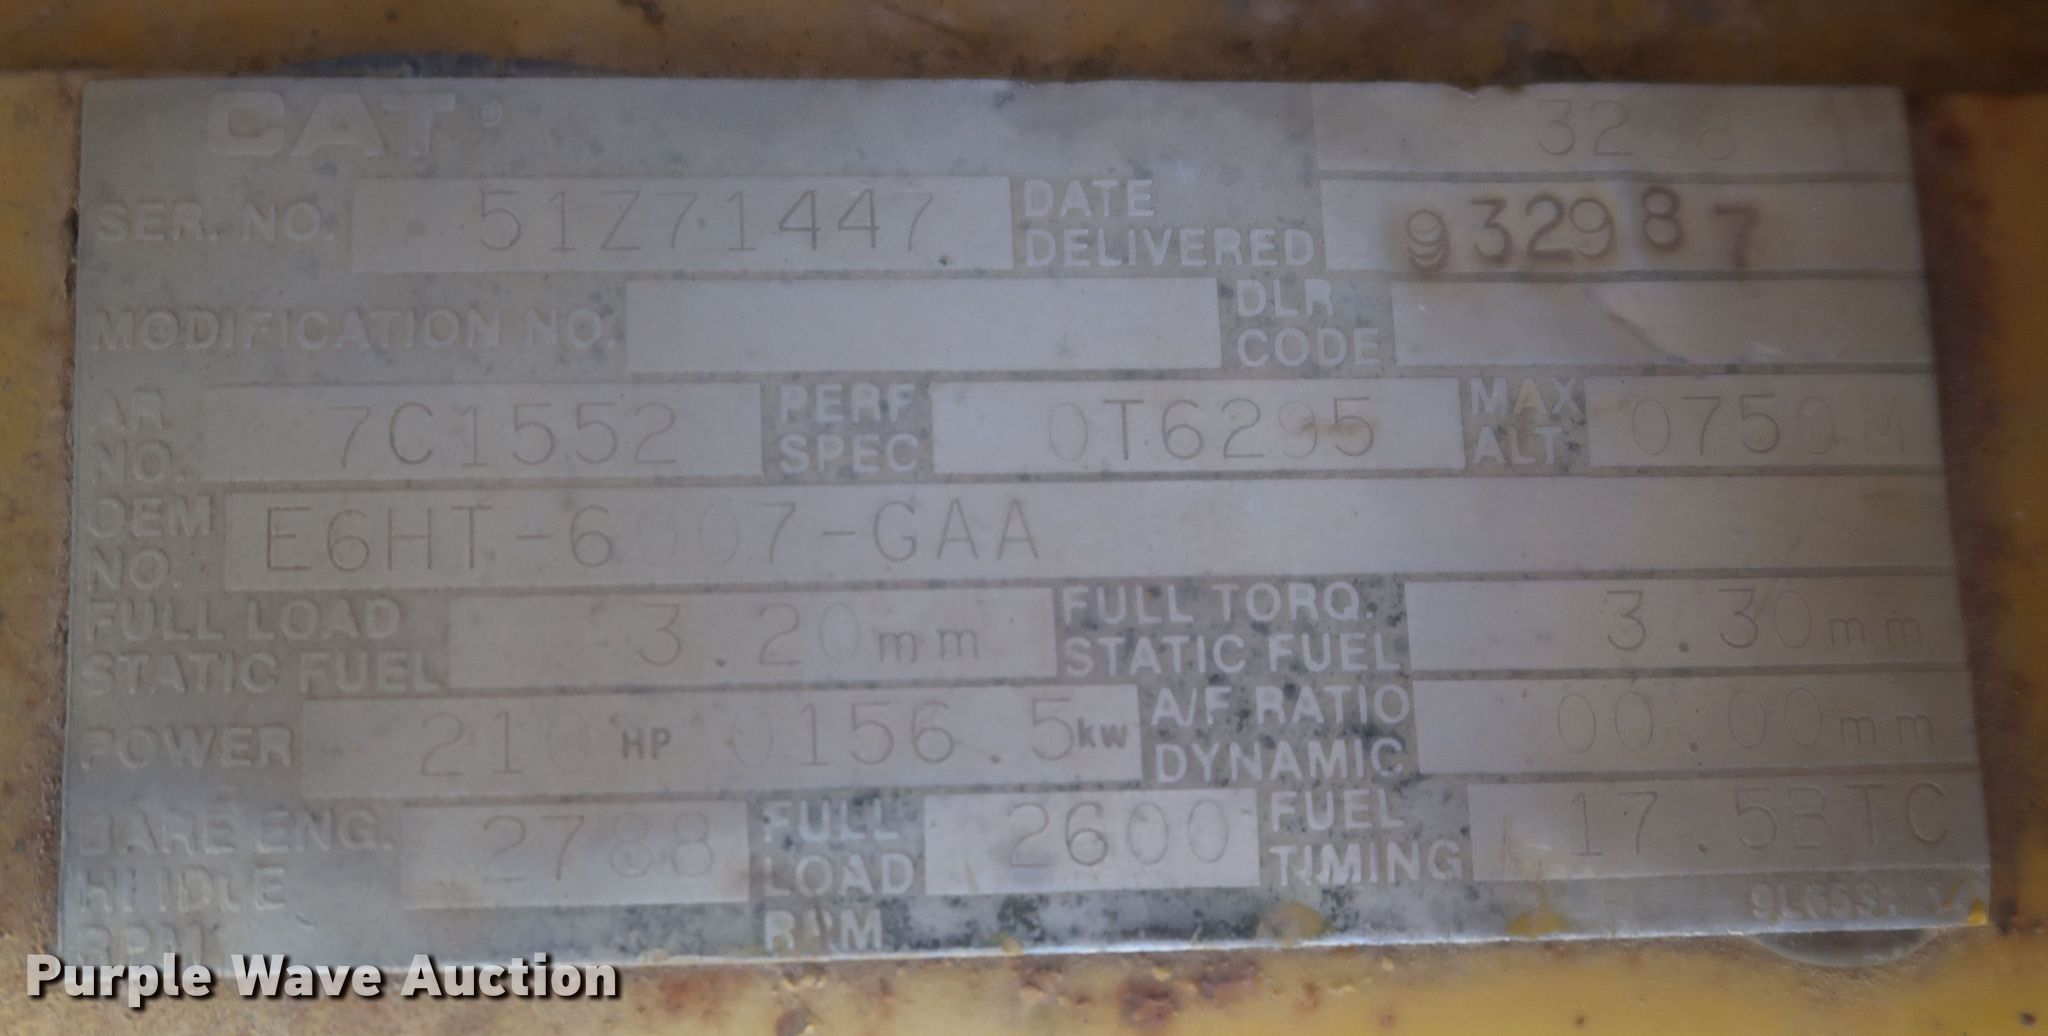 CAT® 3208
SER. NO. 51Z71447 DATE DELIVERED 932987
MODIFICATION NO. DLR CODE
AR NO. 7C1552 PERF SPEC 0T6295 MAX ALT 0750M
OEM NO. E6HT-6007-GAA
FULL LOAD STATIC FUEL 3.20mm FULL TORQ. STATIC FUEL 3.30mm
POWER 210 HP 0156.5 kw A/F RATIO DYNAMIC 00.00mm
BARE ENG. HI IDLE RPM 2788 FULL LOAD RPM 2600 FUEL TIMING 17.5BTC
Purple Wave Auction